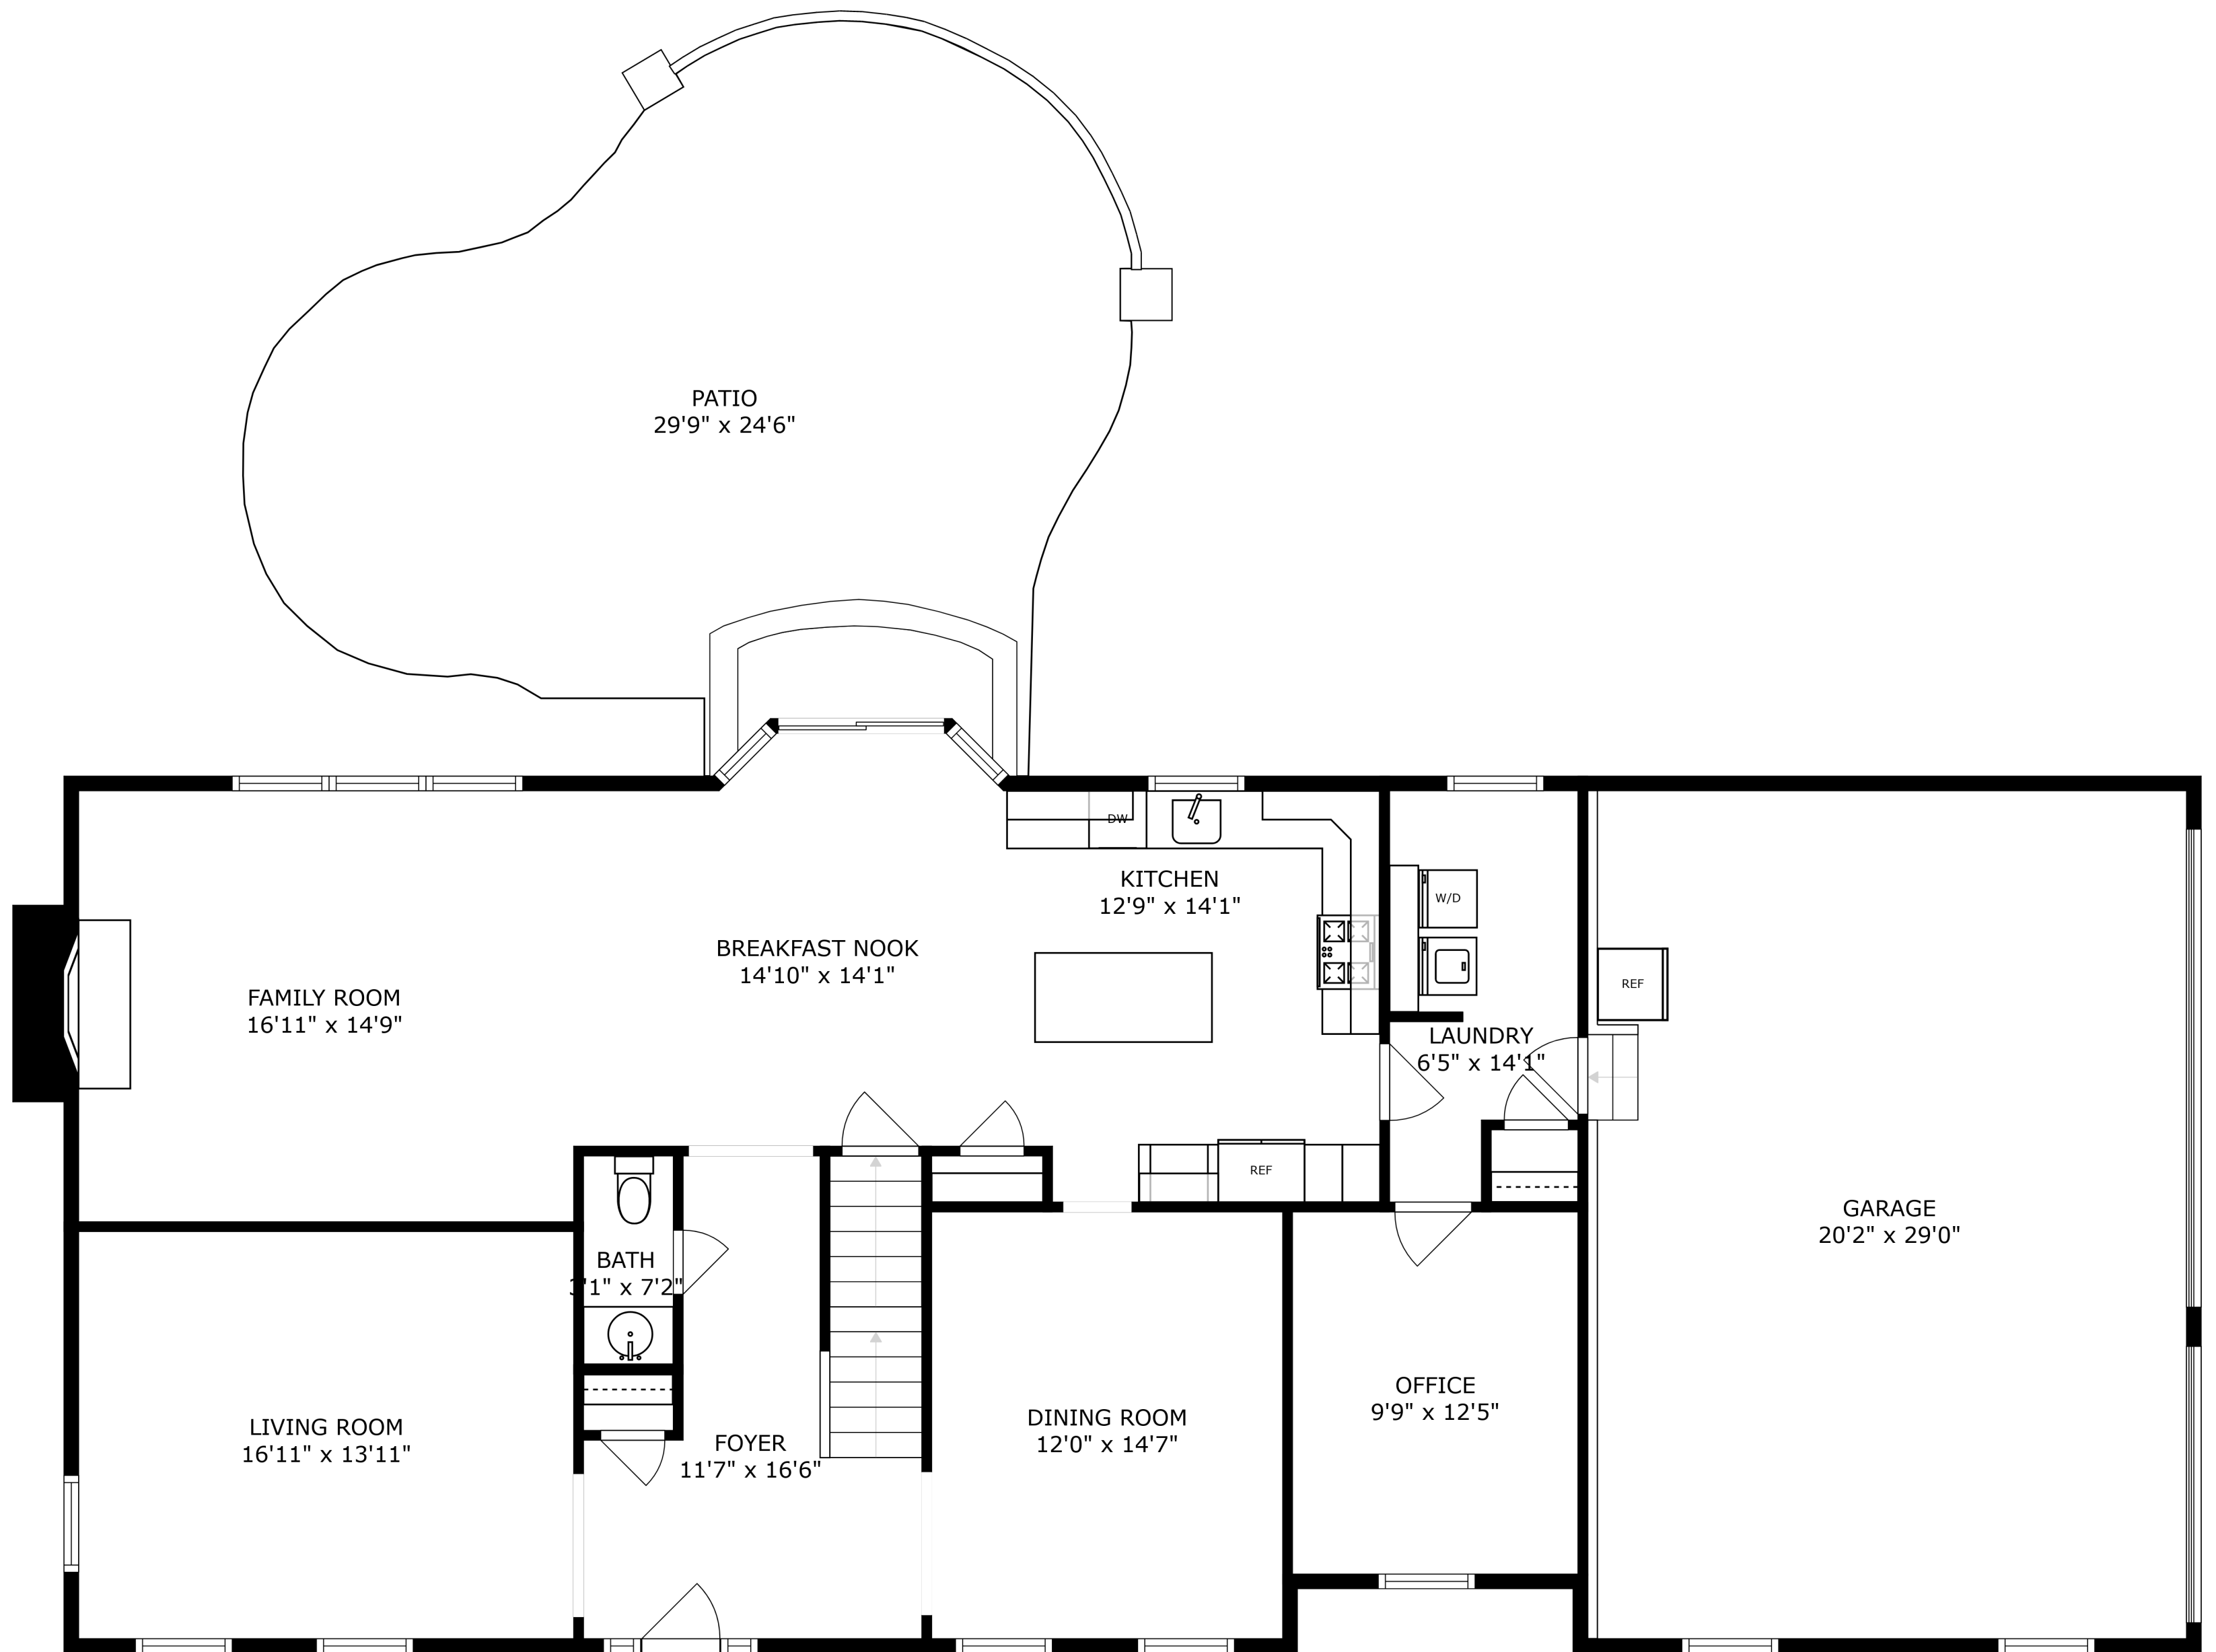 PATIO
29'9" x 24'6"
DW
KITCHEN
12'9" x 14'1"
W/D
BREAKFAST NOOK
14'10" x 14'1"
FAMILY ROOM
16'11" x 14'9"
REF
LAUNDRY
6'5" x 14'1"
REF
GARAGE
20'2" x 29'0"
BATH
3'1" x 7'2"
OFFICE
9'9" x 12'5"
LIVING ROOM
16'11" x 13'11"
DINING ROOM
12'0" x 14'7"
FOYER
11'7" x 16'6"